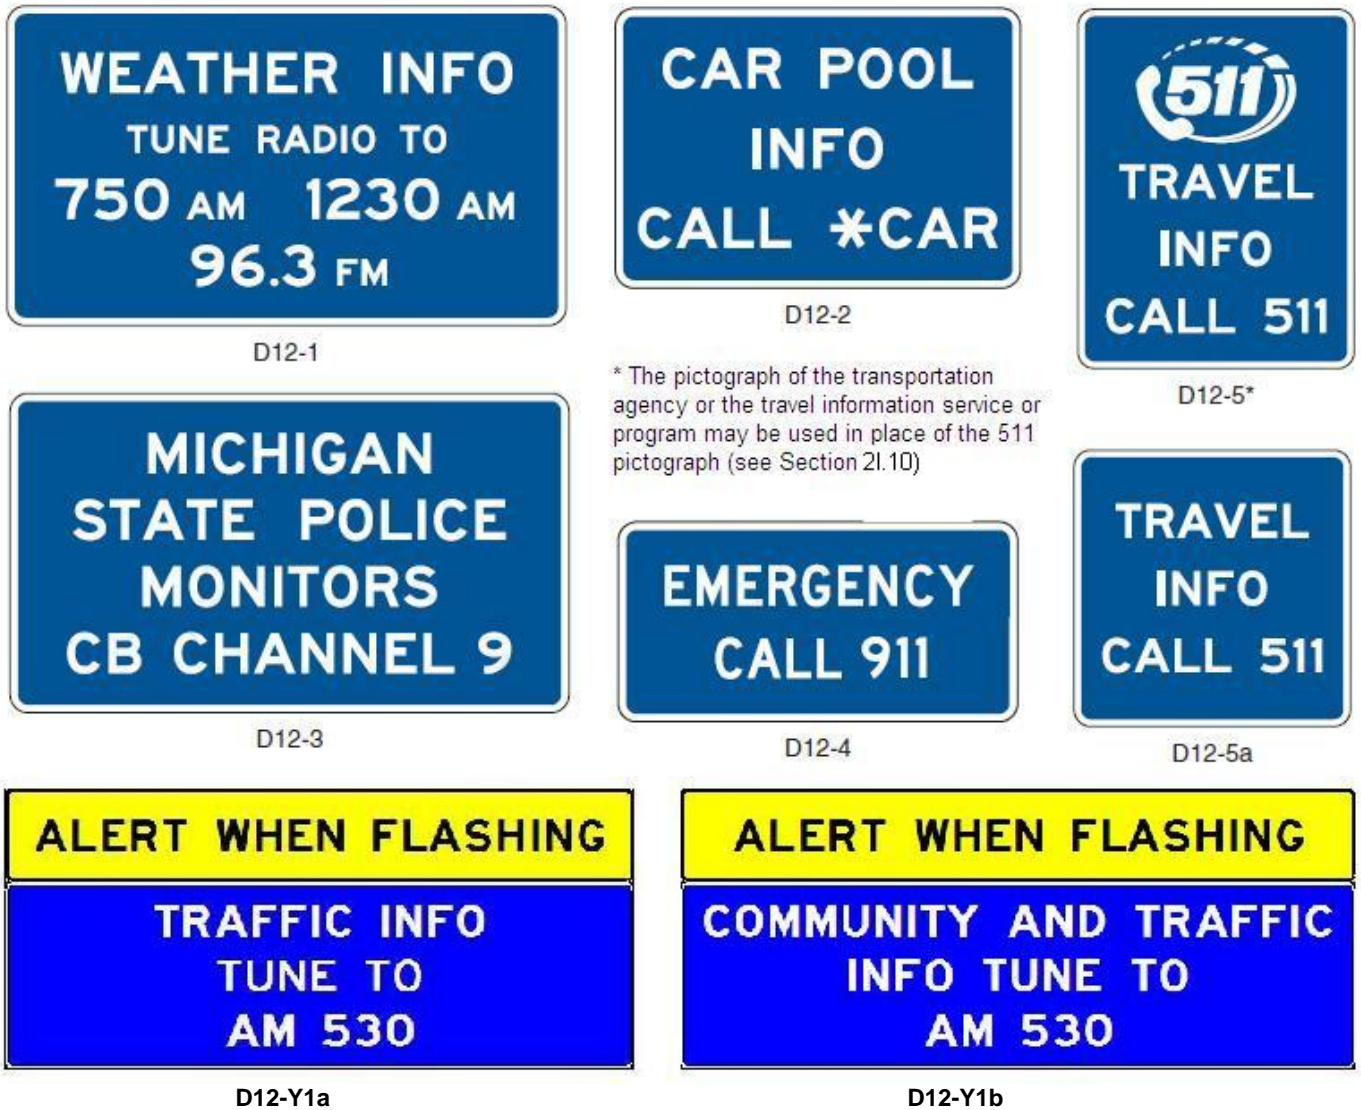 WEATHER INFO
TUNE RADIO TO
750 AM 1230 AM
96.3 FM
D12-1
CAR POOL
INFO
CALL *CAR
D12-2
511
TRAVEL
INFO
CALL 511
D12-5*
* The pictograph of the transportation
agency or the travel information service or
program may be used in place of the 511
pictograph (see Section 2I.10)
MICHIGAN
STATE POLICE
MONITORS
CB CHANNEL 9
D12-3
EMERGENCY
CALL 911
D12-4
TRAVEL
INFO
CALL 511
D12-5a
ALERT WHEN FLASHING
TRAFFIC INFO
TUNE TO
AM 530
D12-Y1a
ALERT WHEN FLASHING
COMMUNITY AND TRAFFIC
INFO TUNE TO
AM 530
D12-Y1b